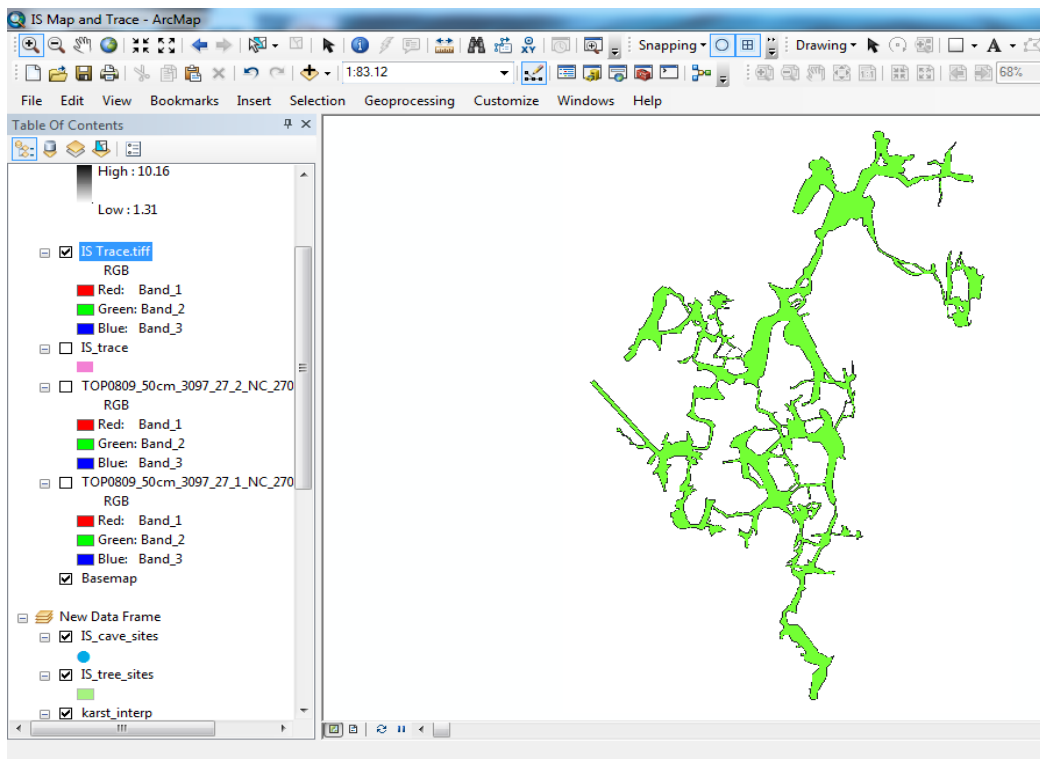 IS Map and Trace - ArcMap
Snapping
Drawing
A
1:83.12
68%
File Edit View Bookmarks Insert Selection Geoprocessing Customize Windows Help
Table Of Contents
High : 10.16
Low : 1.31
IS Trace.tiff
RGB
Red: Band_1
Green: Band_2
Blue: Band_3
IS_trace
TOP0809_50cm_3097_27_2_NC_270
RGB
Red: Band_1
Green: Band_2
Blue: Band_3
TOP0809_50cm_3097_27_1_NC_270
RGB
Red: Band_1
Green: Band_2
Blue: Band_3
Basemap
New Data Frame
IS_cave_sites
IS_tree_sites
karst_interp